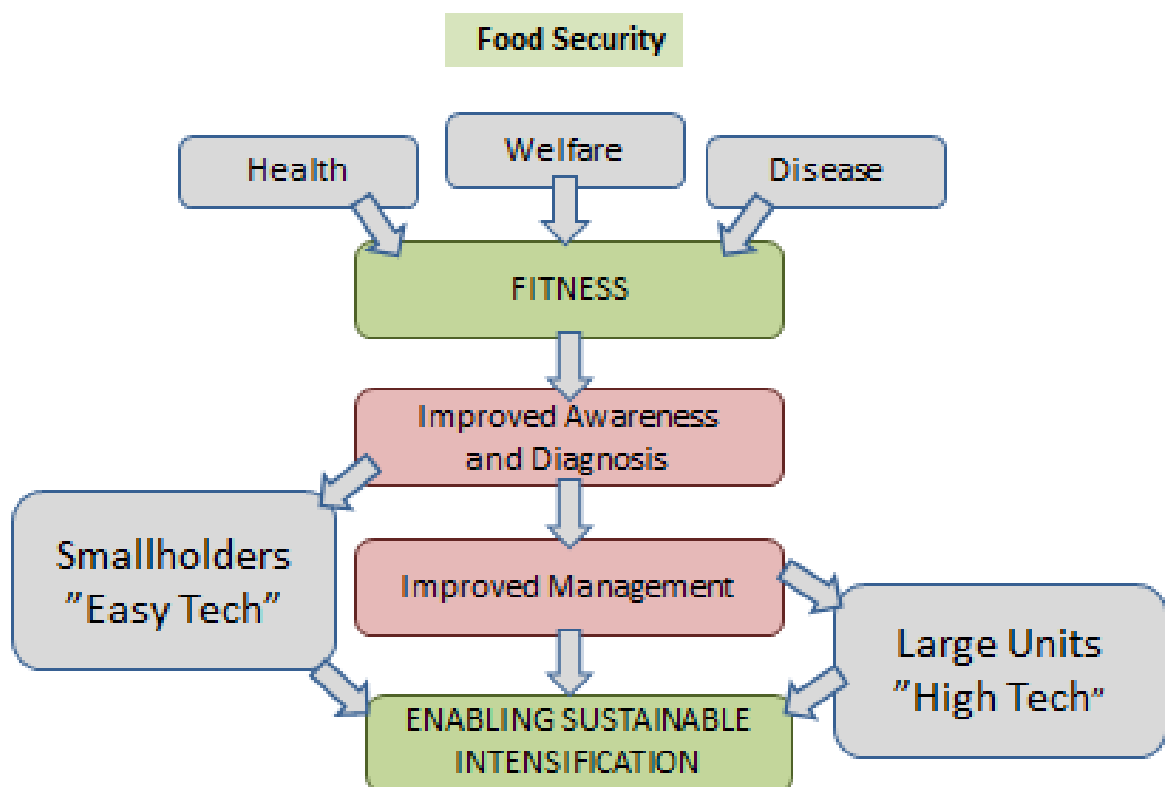 Food Security
Health
Welfare
Disease
FITNESS
Improved Awareness
and Diagnosis
Smallholders
”Easy Tech”
Improved Management
Large Units
”High Tech”
ENABLING SUSTAINABLE
INTENSIFICATION